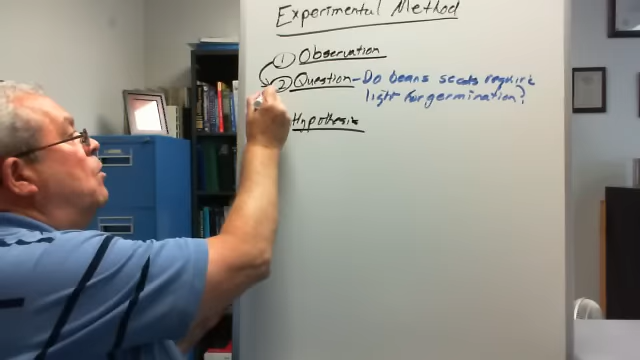 Experimental Method
① Observation
② Question - Do beans seeds require
light for germination?
Hypothesis